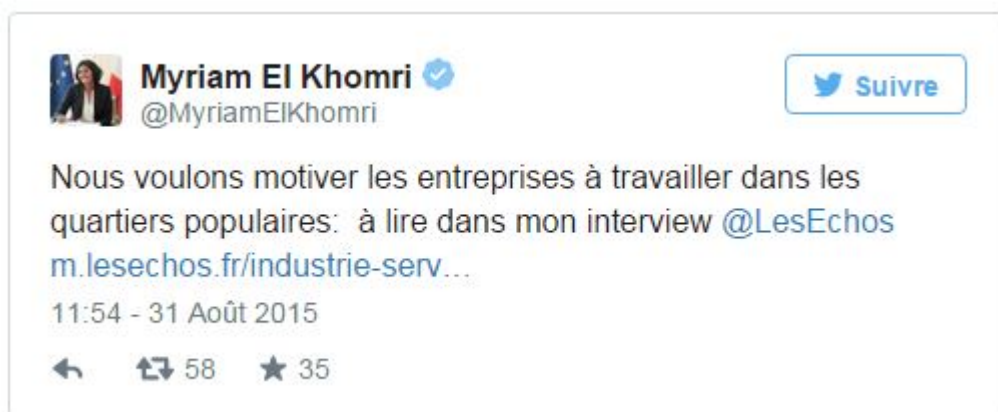 Myriam El Khomri
@MyriamElKhomri
Suivre
Nous voulons motiver les entreprises à travailler dans les
quartiers populaires:  à lire dans mon interview @LesEchos
m.lesechos.fr/industrie-serv…
11:54 - 31 Août 2015
58 35